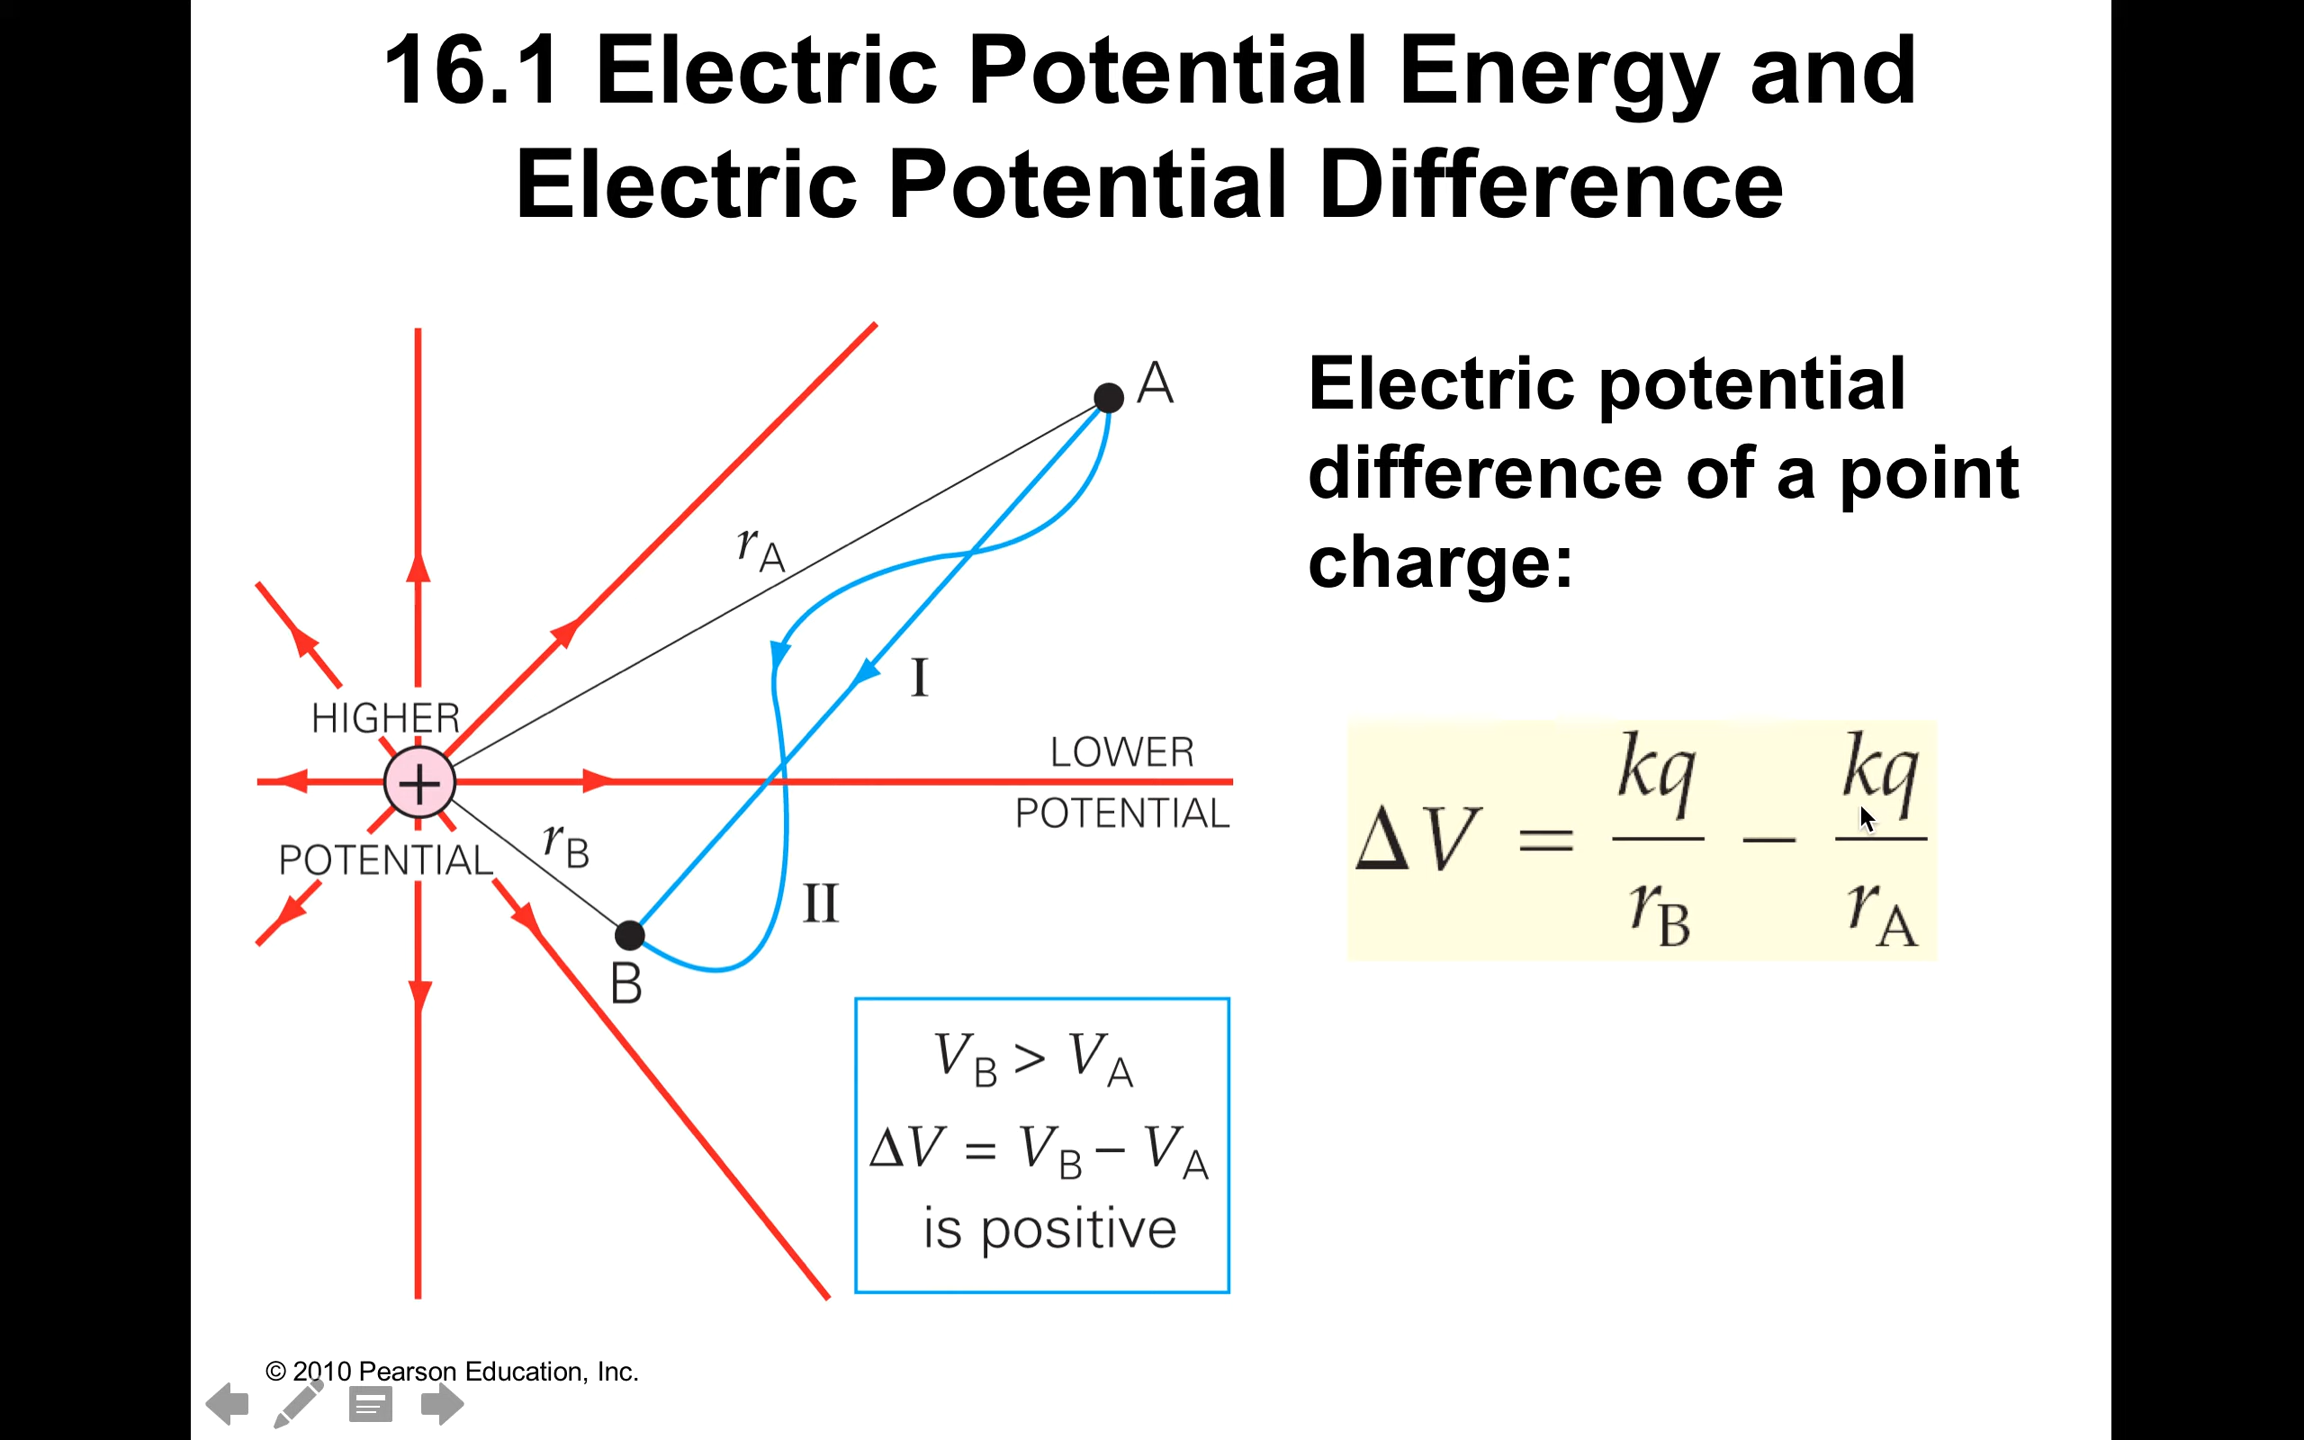 16.1 Electric Potential Energy and
Electric Potential Difference
A
r_A
I
HIGHER
POTENTIAL
+
LOWER
POTENTIAL
r_B
II
B
V_B > V_A
ΔV = V_B − V_A
is positive
Electric potential
difference of a point
charge:
ΔV = kq/r_B − kq/r_A
© 2010 Pearson Education, Inc.